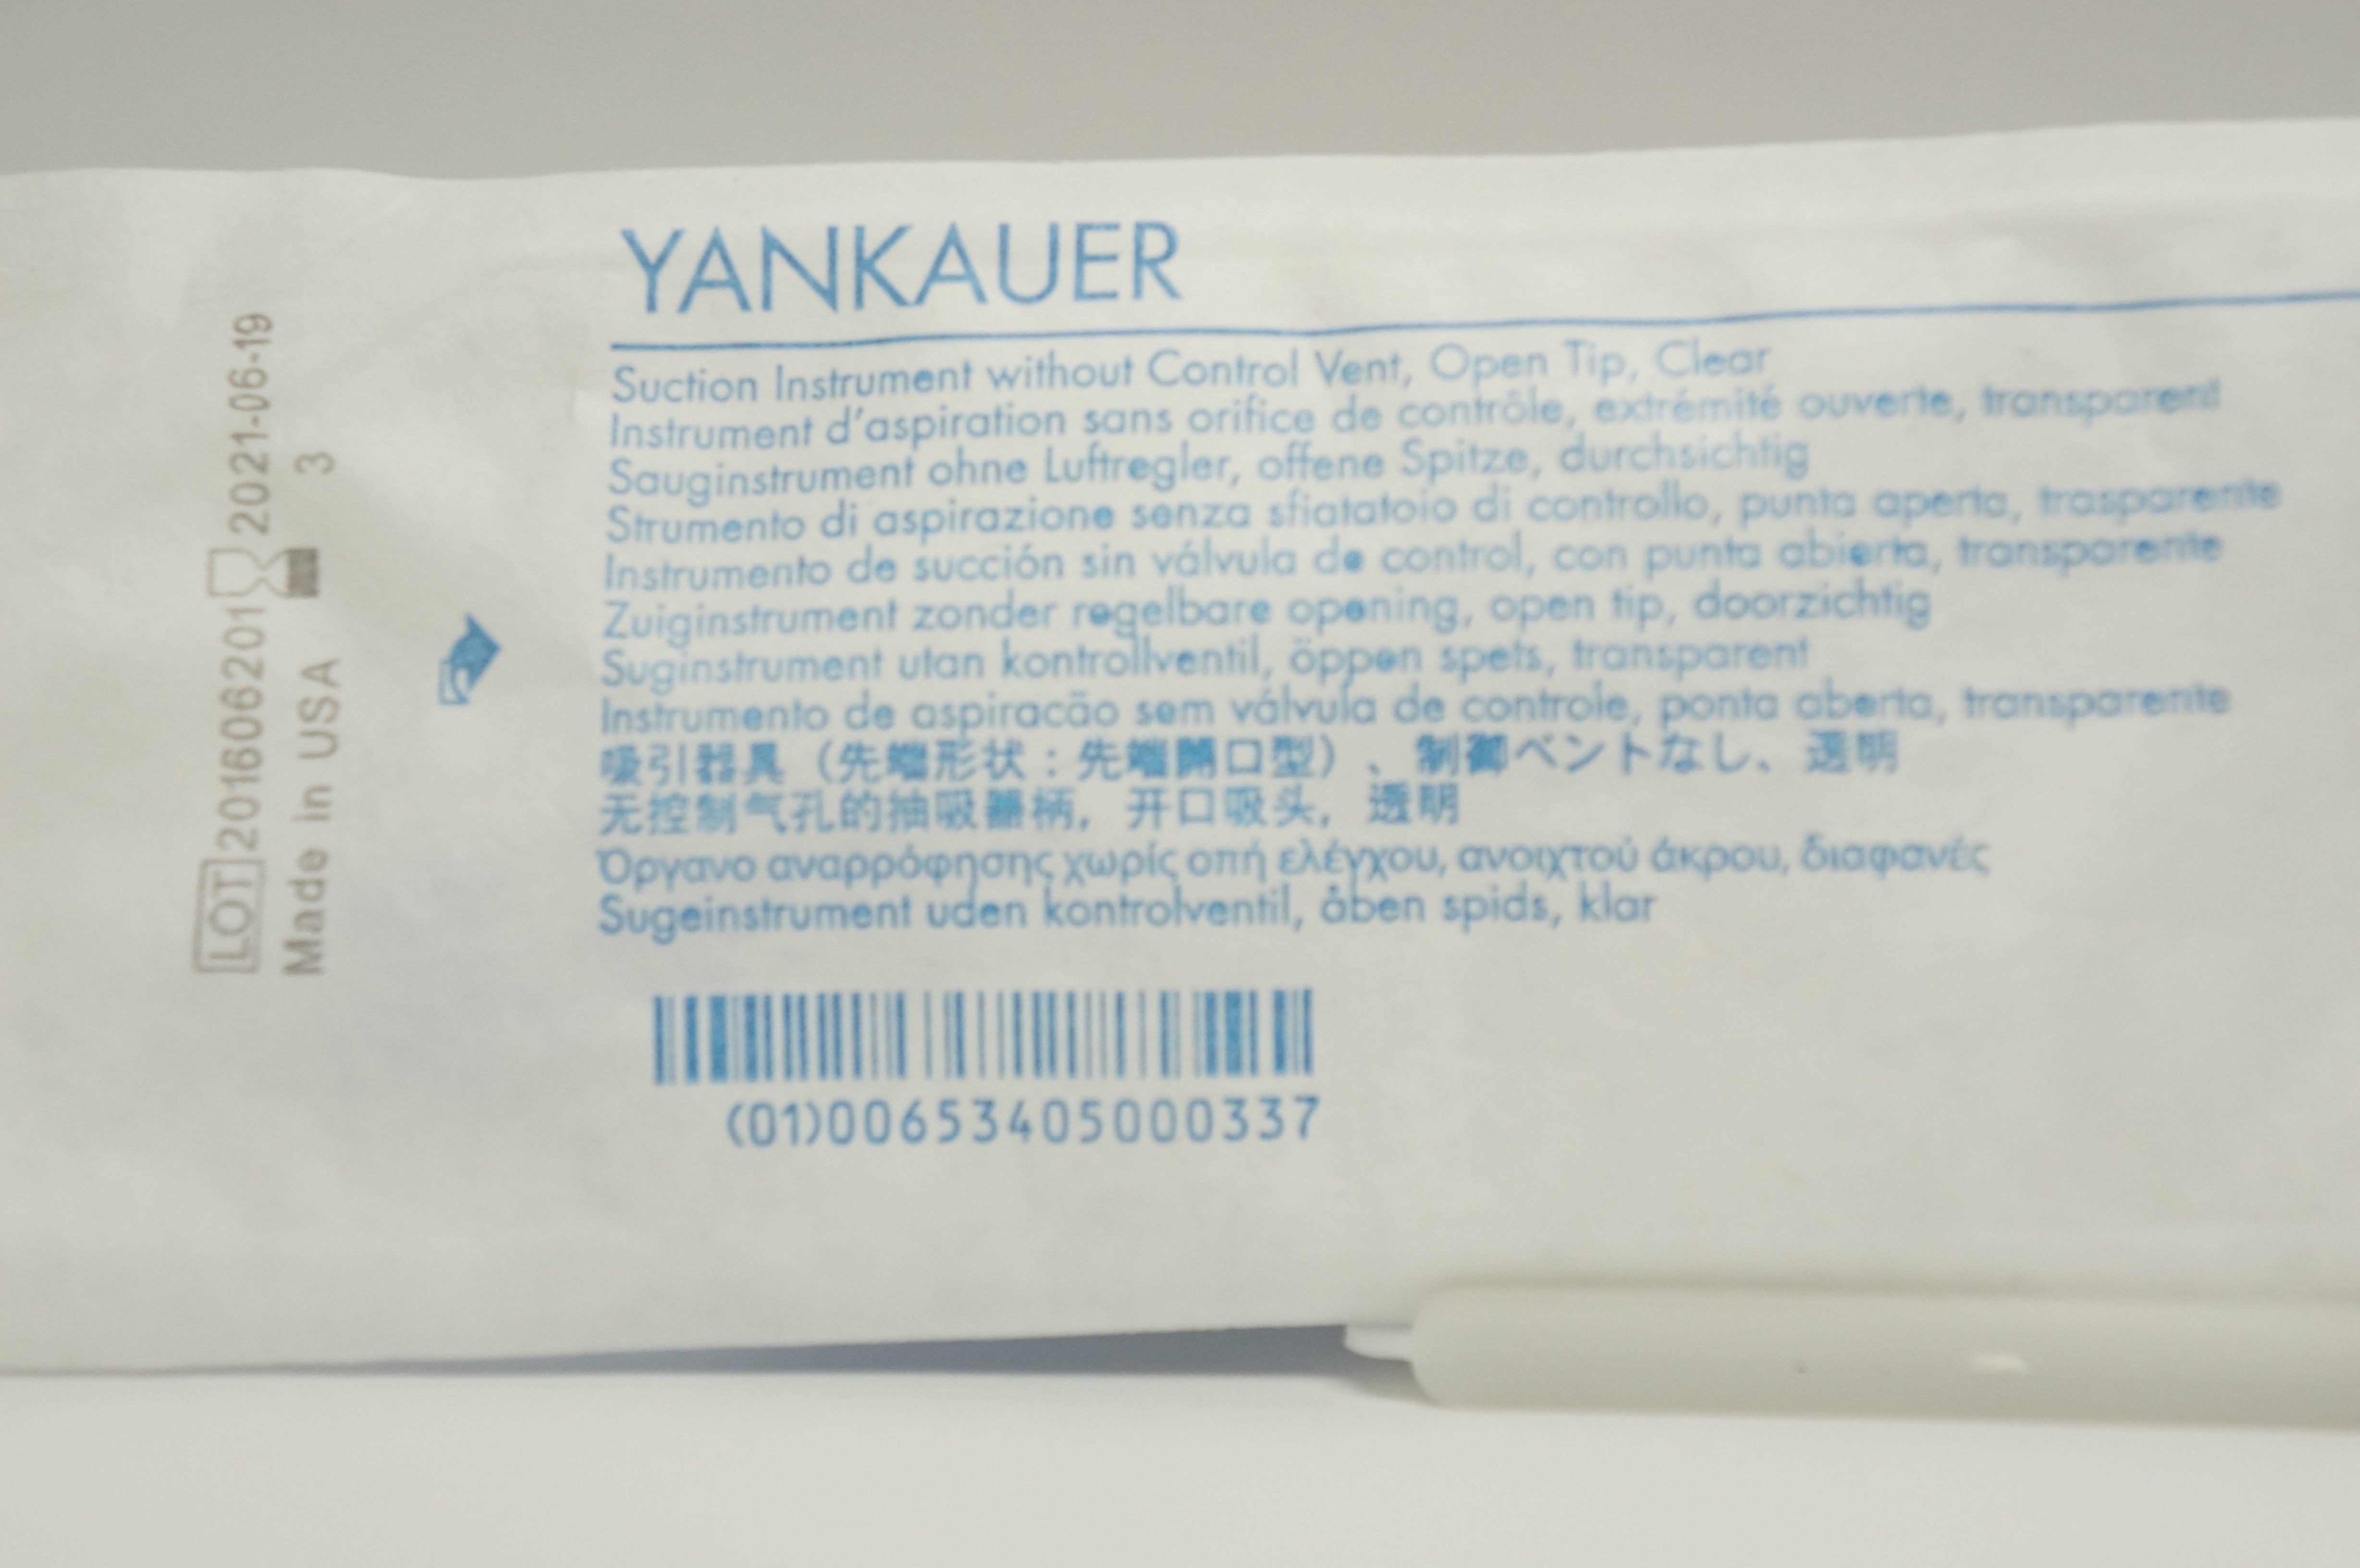 YANKAUER
Suction Instrument without Control Vent, Open Tip, Clear
Instrument d'aspiration sans orifice de contrôle, extrémité ouverte, transparent
Sauginstrument ohne Luftregler, offene Spitze, durchsichtig
Strumento di aspirazione senza sfiatatoio di controllo, punta aperta, trasparente
Instrumento de succión sin válvula de control, con punta abierta, transparente
Zuiginstrument zonder regelbare opening, open tip, doorzichtig
Suginstrument utan kontrollventil, öppen spets, transparent
Instrumento de aspiracão sem válvula de controle, ponta aberta, transparente
吸引器具（先端形状：先端開口型）、制御ベントなし、透明
无控制气孔的抽吸器柄，开口吸头，透明
Όργανο αναρρόφησης χωρίς οπή ελέγχου, ανοιχτού άκρου, διαφανές
Sugeinstrument uden kontrolventil, åben spids, klar
(01)00653405000337
LOT 201606201 2021-06-19
Made in USA 3